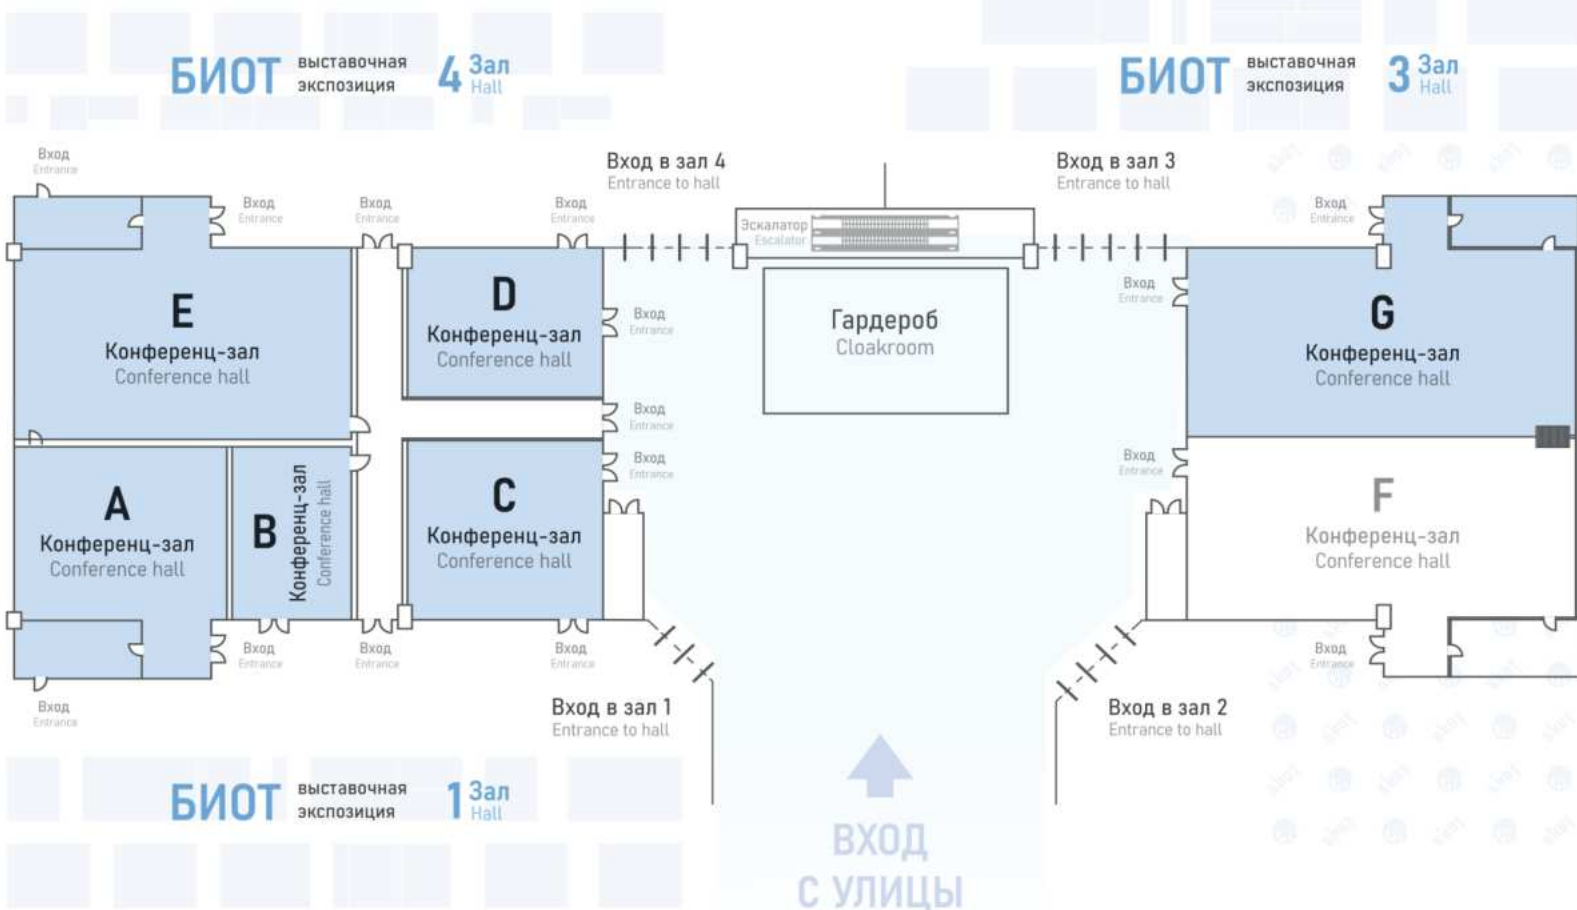 БИОТ
выставочная
экспозиция
4 Зал
Hall
БИОТ
выставочная
экспозиция
3 Зал
Hall
Вход
Entrance
Вход
Entrance
Вход
Entrance
Вход
Entrance
Вход в зал 4
Entrance to hall
Эскалатор
Escalator
Вход в зал 3
Entrance to hall
Вход
Entrance
E
Конференц-зал
Conference hall
D
Конференц-зал
Conference hall
Вход
Entrance
Гардероб
Cloakroom
Вход
Entrance
G
Конференц-зал
Conference hall
Вход
Entrance
Вход
Entrance
Вход
Entrance
A
Конференц-зал
Conference hall
B
Конференц-зал
Conference hall
C
Конференц-зал
Conference hall
F
Конференц-зал
Conference hall
Вход
Entrance
Вход
Entrance
Вход
Entrance
Вход
Entrance
Вход
Entrance
Вход в зал 1
Entrance to hall
Вход в зал 2
Entrance to hall
БИОТ
выставочная
экспозиция
1 Зал
Hall
ВХОД
С УЛИЦЫ